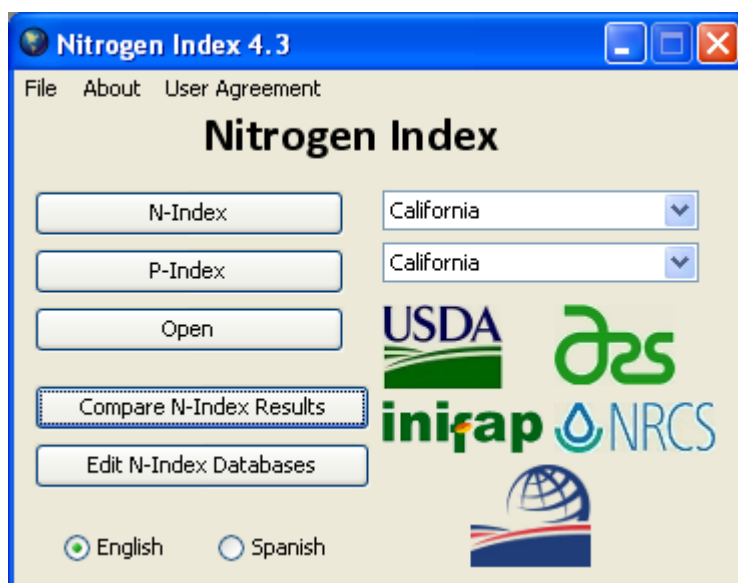 Nitrogen Index 4.3
File About User Agreement
Nitrogen Index
N-Index
California
P-Index
California
Open
USDA
ars
Compare N-Index Results
inifap
NRCS
Edit N-Index Databases
English
Spanish